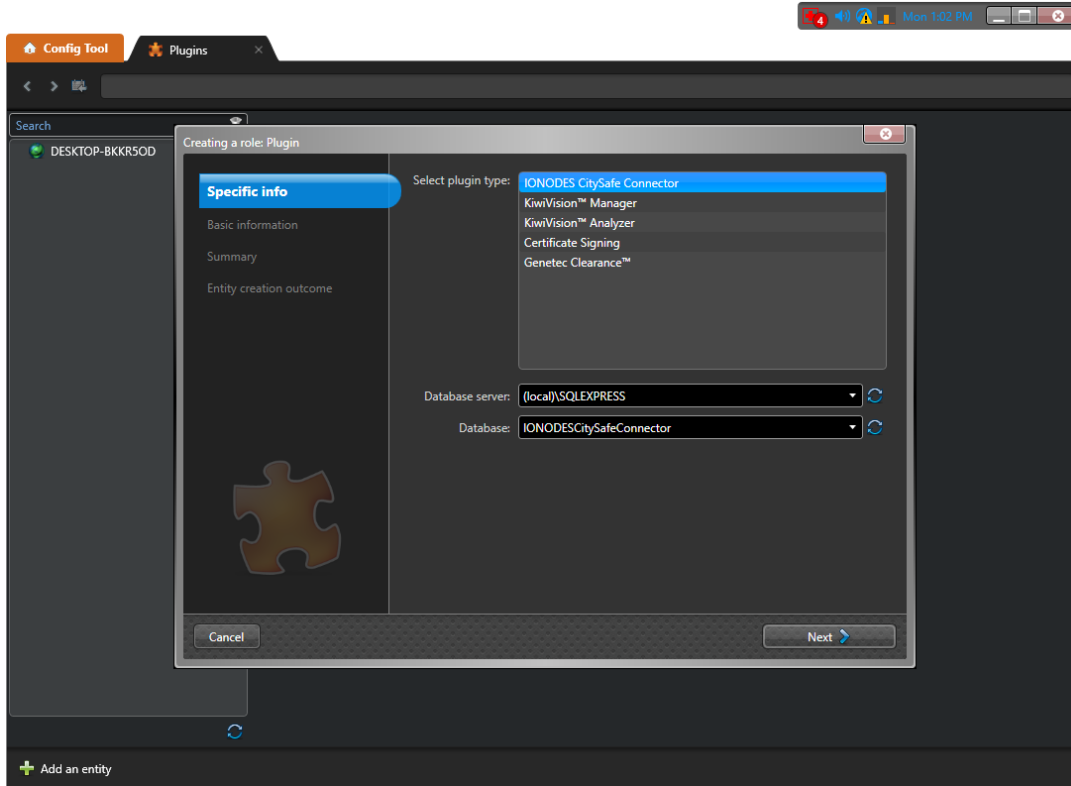 4
Mon 1:02 PM
Config Tool
Plugins
Search
DESKTOP-BKKR5OD
Creating a role: Plugin
Specific info
Basic information
Summary
Entity creation outcome
Select plugin type:
IONODES CitySafe Connector
KiwiVision™ Manager
KiwiVision™ Analyzer
Certificate Signing
Genetec Clearance™
Database server: (local)\SQLEXPRESS
Database: IONODESCitySafeConnector
Cancel
Next
Add an entity